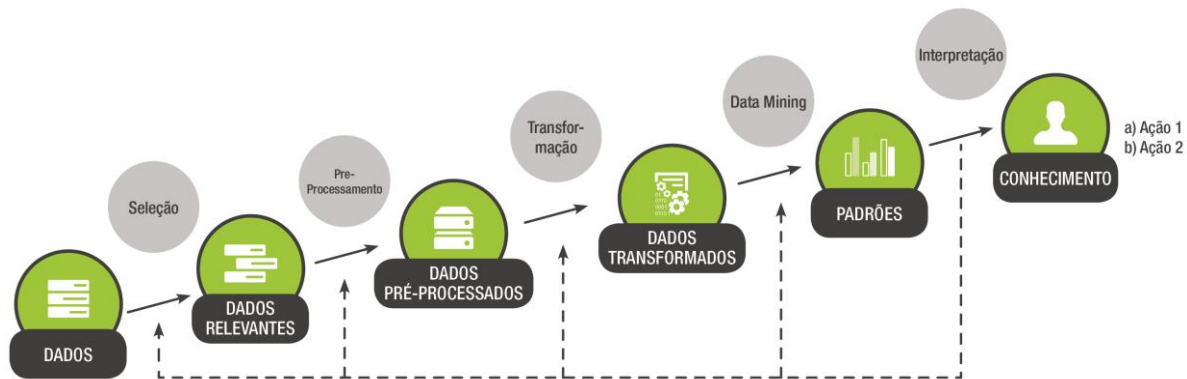 Seleção
Pre-
Processamento
Transfor-
mação
Data Mining
Interpretação
a) Ação 1
b) Ação 2
DADOS
DADOS
RELEVANTES
DADOS
PRÉ-PROCESSADOS
DADOS
TRANSFORMADOS
PADRÕES
CONHECIMENTO